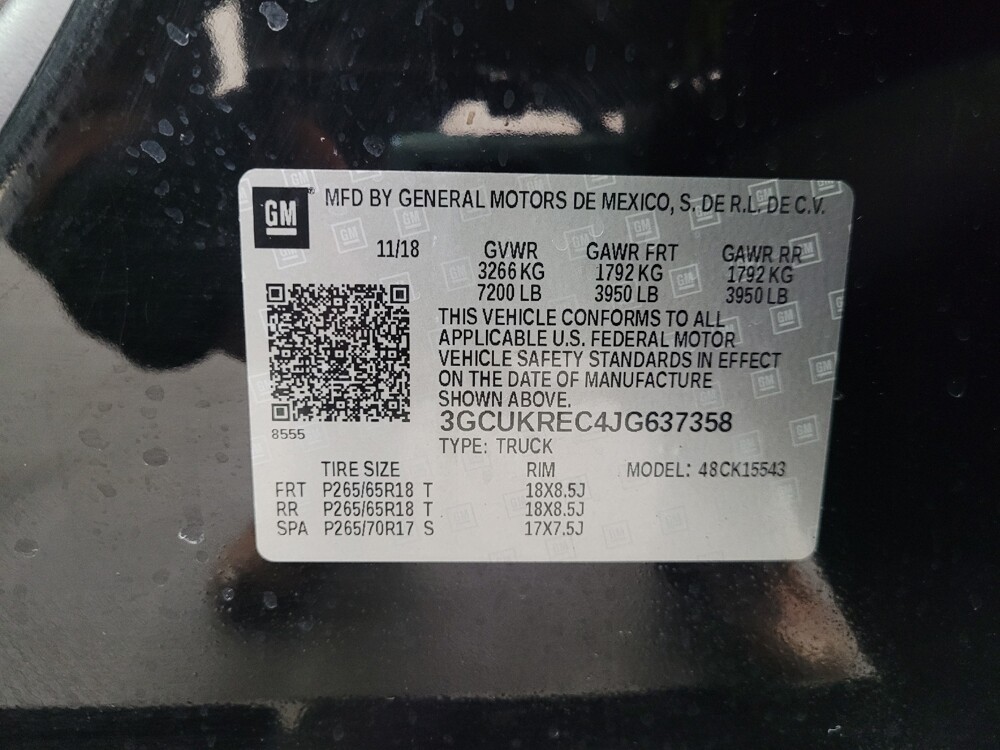 GM MFD BY GENERAL MOTORS DE MEXICO, S. DE R.L. DE C.V.
11/18 GVWR GAWR FRT GAWR RR
3266 KG 1792 KG 1792 KG
7200 LB 3950 LB 3950 LB
THIS VEHICLE CONFORMS TO ALL
APPLICABLE U.S. FEDERAL MOTOR
VEHICLE SAFETY STANDARDS IN EFFECT
ON THE DATE OF MANUFACTURE
SHOWN ABOVE.
8555 3GCUKREC4JG637358
TYPE: TRUCK
TIRE SIZE RIM MODEL: 48CK15543
FRT P265/65R18 T 18X8.5J
RR P265/65R18 T 18X8.5J
SPA P265/70R17 S 17X7.5J